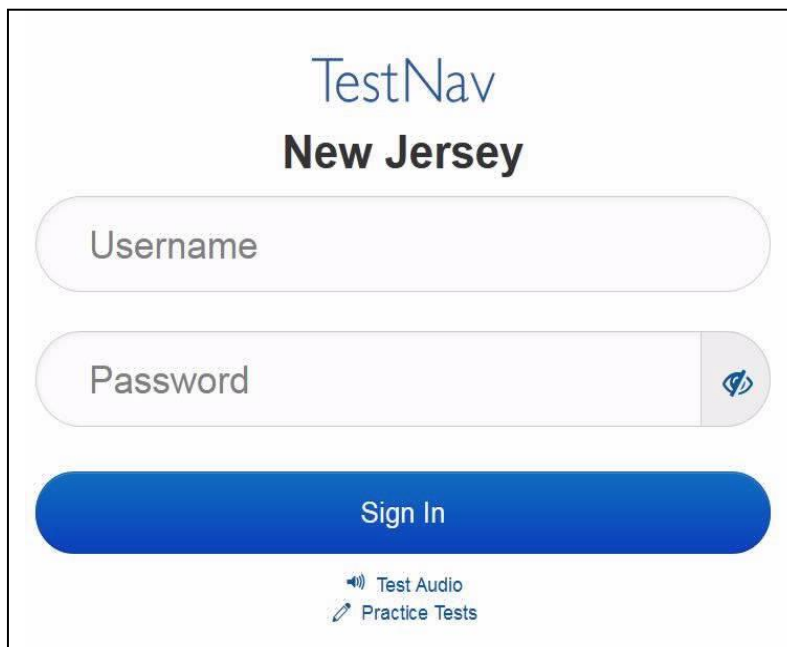 TestNav
New Jersey
Username
Password
Sign In
Test Audio
Practice Tests